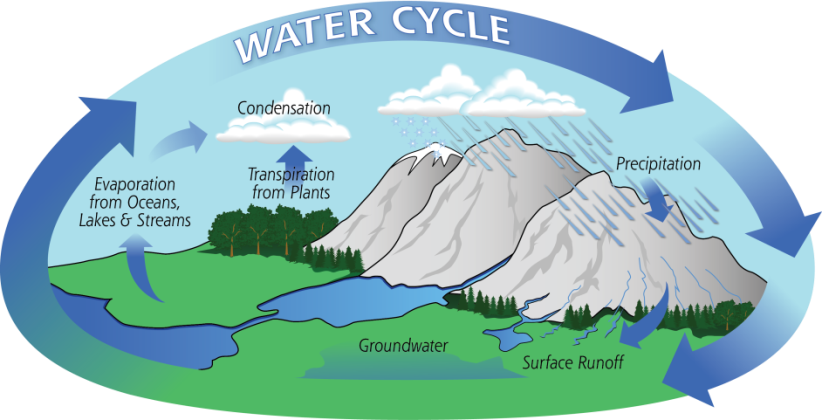 WATER CYCLE
Condensation
Precipitation
Transpiration
from Plants
Evaporation
from Oceans,
Lakes & Streams
Groundwater
Surface Runoff